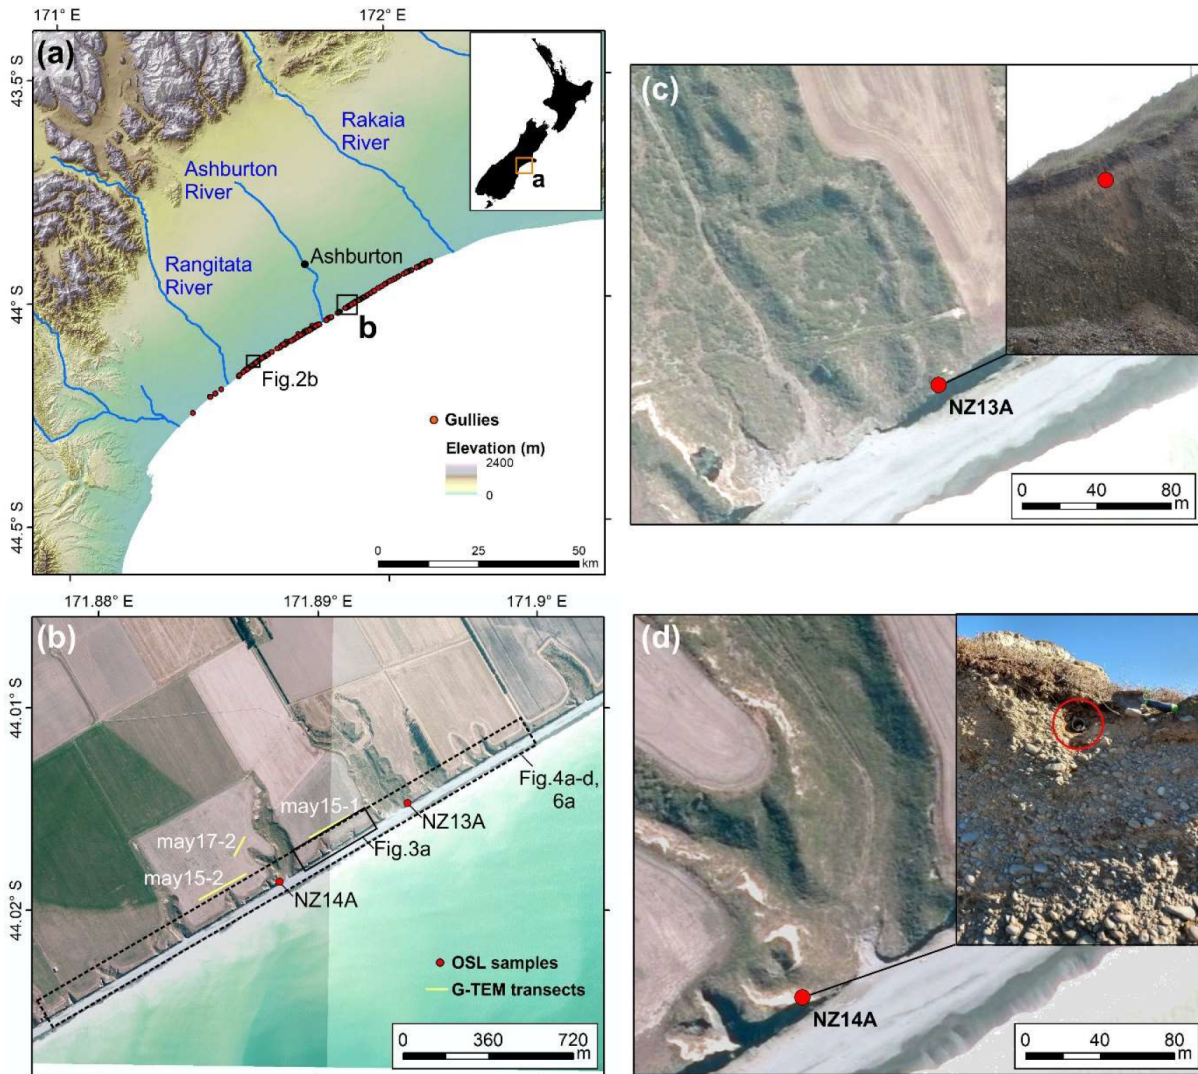 171° E
172° E
(a)
43.5° S
44° S
44.5° S
Rakaia
River
Ashburton
River
Ashburton
Rangitata
River
a
b
Fig.2b
Gullies
Elevation (m)
2400
0
0
25
50
km
(c)
NZ13A
0
40
80
m
171.88° E
171.89° E
171.9° E
(b)
44.01° S
44.02° S
may15-1
may17-2
may15-2
Fig.4a-d,
6a
NZ13A
Fig.3a
NZ14A
OSL samples
G-TEM transects
0
360
720
m
(d)
NZ14A
0
40
80
m